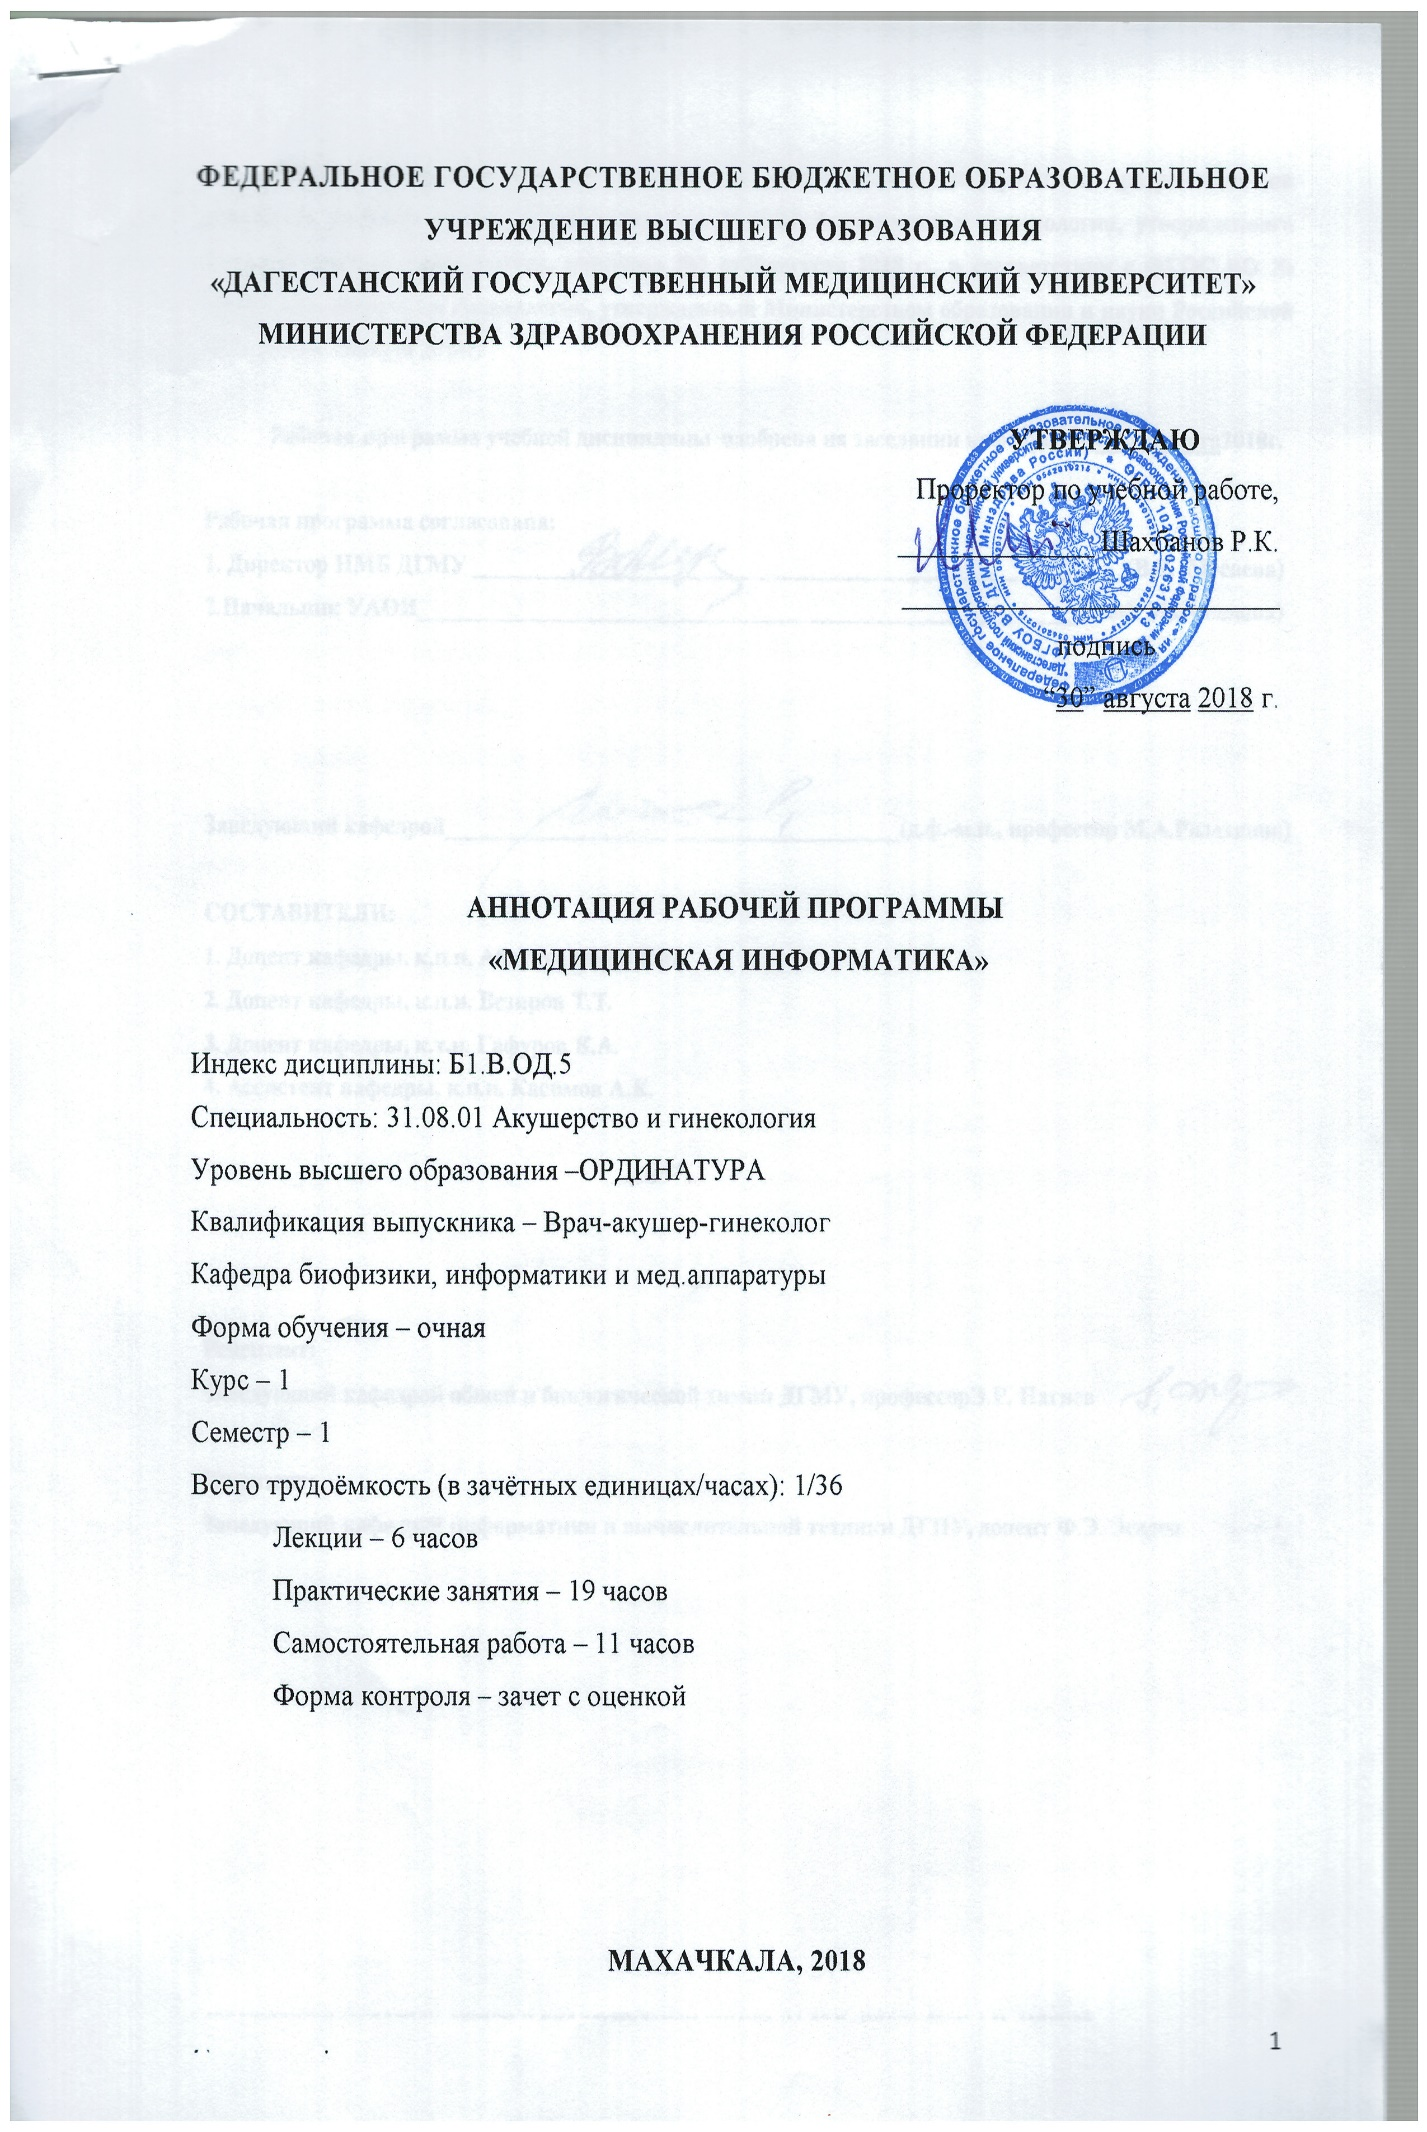 ФЕДЕРАЛЬНОЕ ГОСУДАРСТВЕННОЕ БЮДЖЕТНОЕ ОБРАЗОВАТЕЛЬНОЕ
УЧРЕЖДЕНИЕ ВЫСШЕГО ОБРАЗОВАНИЯ
«ДАГЕСТАНСКИЙ ГОСУДАРСТВЕННЫЙ МЕДИЦИНСКИЙ УНИВЕРСИТЕТ»
МИНИСТЕРСТВА ЗДРАВООХРАНЕНИЯ РОССИЙСКОЙ ФЕДЕРАЦИИ
УТВЕРЖДАЮ
Проректор по учебной работе,
Шахбанов Р.К.
подпись
“30” августа 2018 г.
АННОТАЦИЯ РАБОЧЕЙ ПРОГРАММЫ
«МЕДИЦИНСКАЯ ИНФОРМАТИКА»
Индекс дисциплины: Б1.В.ОД.5
Специальность: 31.08.01 Акушерство и гинекология
Уровень высшего образования –ОРДИНАТУРА
Квалификация выпускника – Врач-акушер-гинеколог
Кафедра биофизики, информатики и мед.аппаратуры
Форма обучения – очная
Курс – 1
Семестр – 1
Всего трудоёмкость (в зачётных единицах/часах): 1/36
Лекции – 6 часов
Практические занятия – 19 часов
Самостоятельная работа – 11 часов
Форма контроля – зачет с оценкой
МАХАЧКАЛА, 2018
1